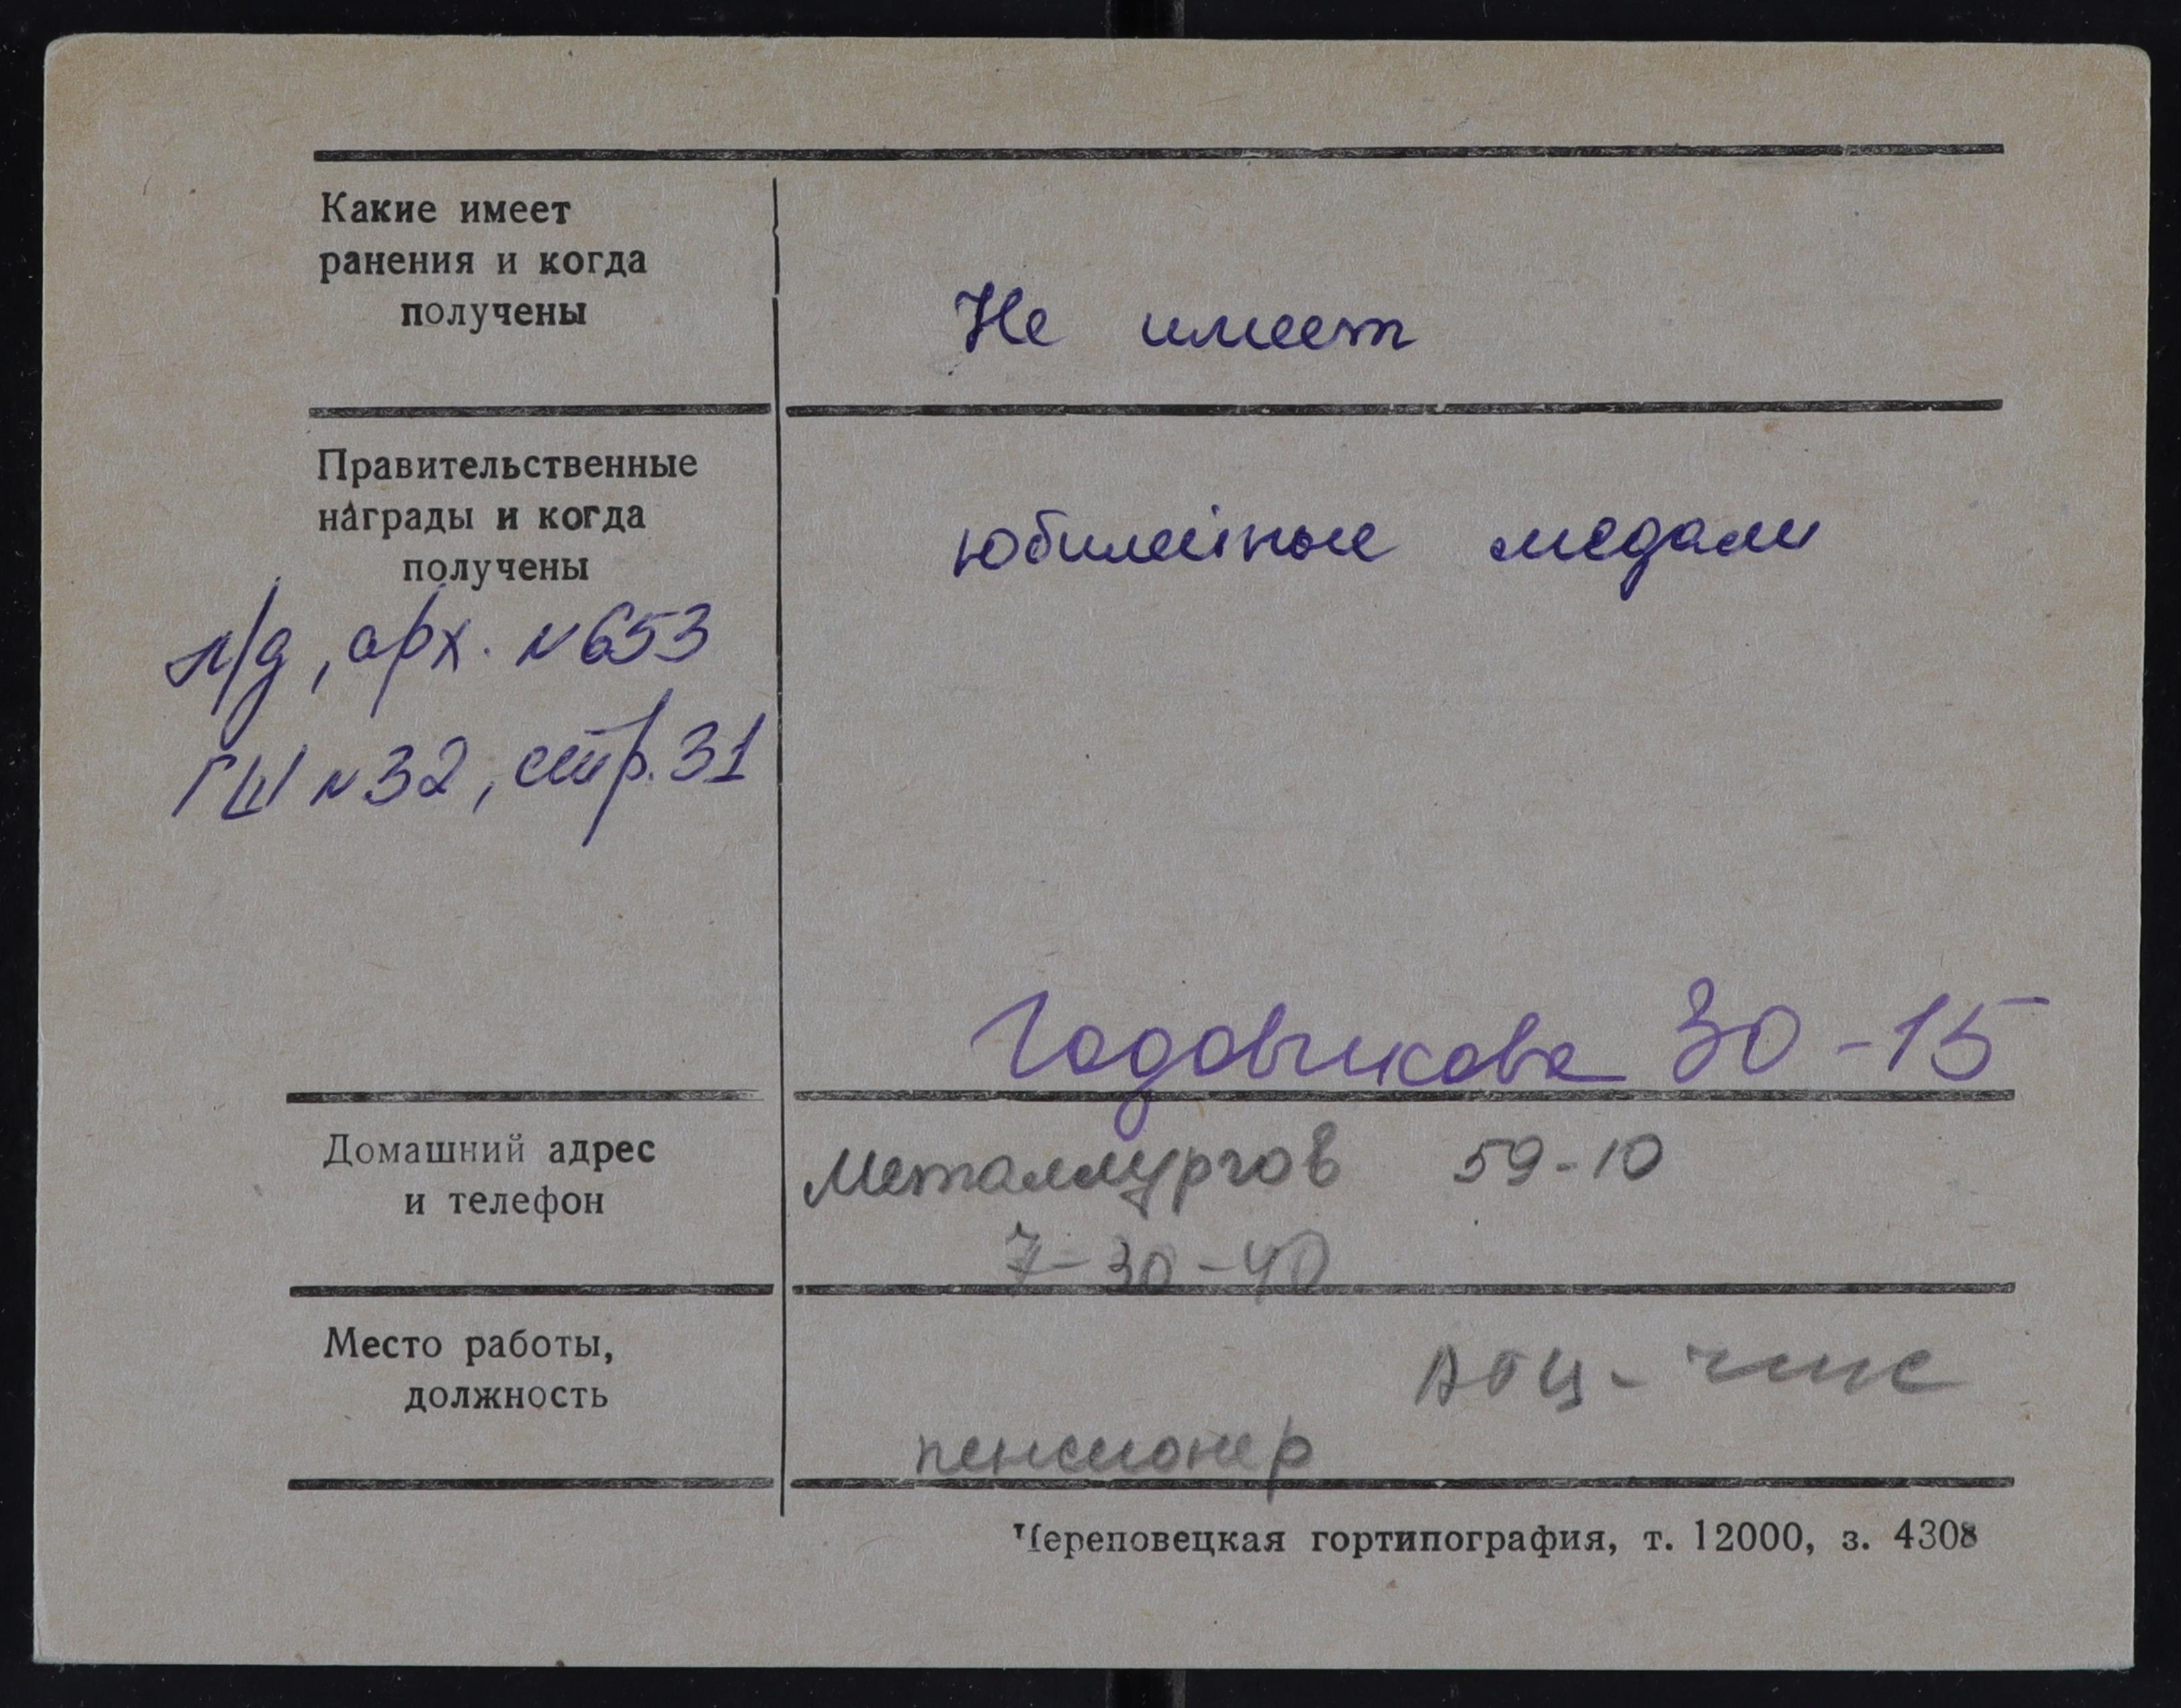 Какие имеет
ранения и когда
получены
Не имеет
Правительственные
награды и когда
получены
юбилейные медали
л/д, арх. №653
ГШ №32, стр. 31
Годовикова 30-15
Домашний адрес
и телефон
Металлургов 59-10
7-30-40
Место работы,
должность
пенсионер
Череповецкая гортипография, т. 12000, з. 4308